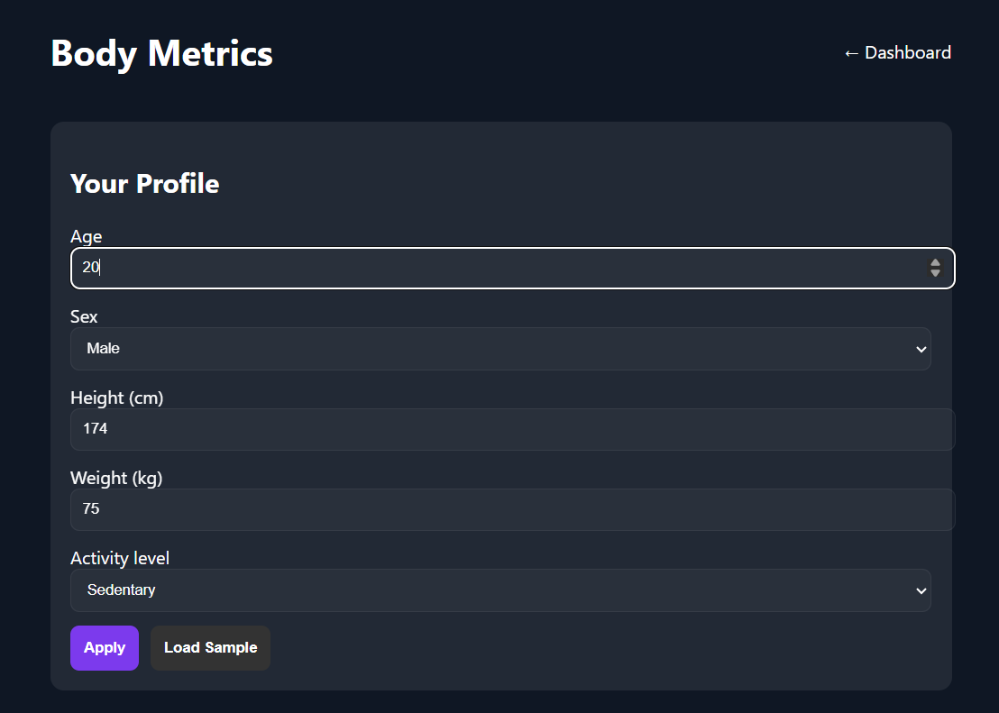 Body Metrics
← Dashboard
Your Profile
Age
20
Sex
Male
Height (cm)
174
Weight (kg)
75
Activity level
Sedentary
Apply
Load Sample